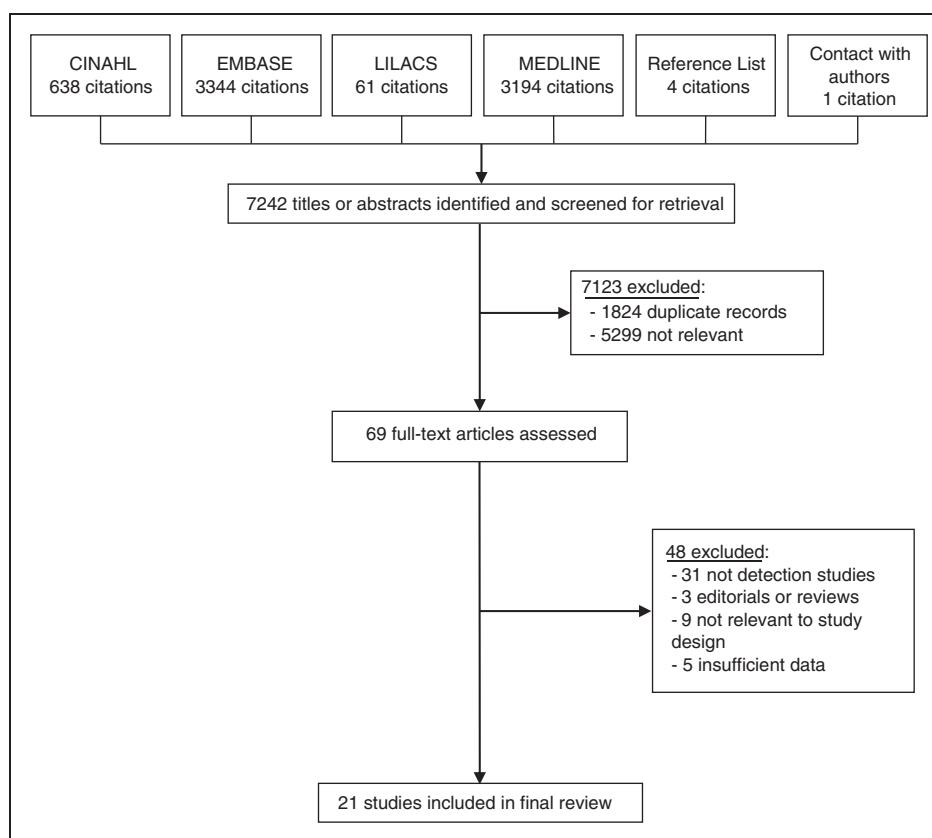 CINAHL
638 citations
EMBASE
3344 citations
LILACS
61 citations
MEDLINE
3194 citations
Reference List
4 citations
Contact with
authors
1 citation
7242 titles or abstracts identified and screened for retrieval
7123 excluded:
- 1824 duplicate records
- 5299 not relevant
69 full-text articles assessed
48 excluded:
- 31 not detection studies
- 3 editorials or reviews
- 9 not relevant to study
design
- 5 insufficient data
21 studies included in final review